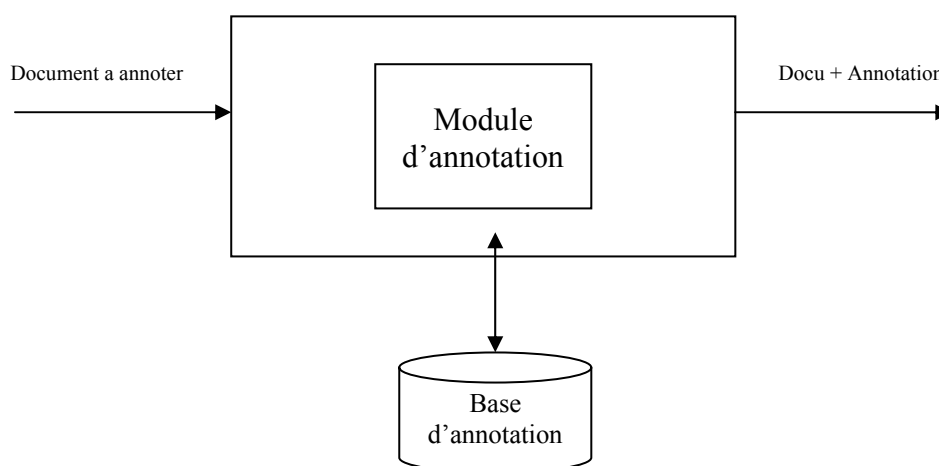 Document a annoter
Docu + Annotation
Module
d’annotation
Base
d’annotation